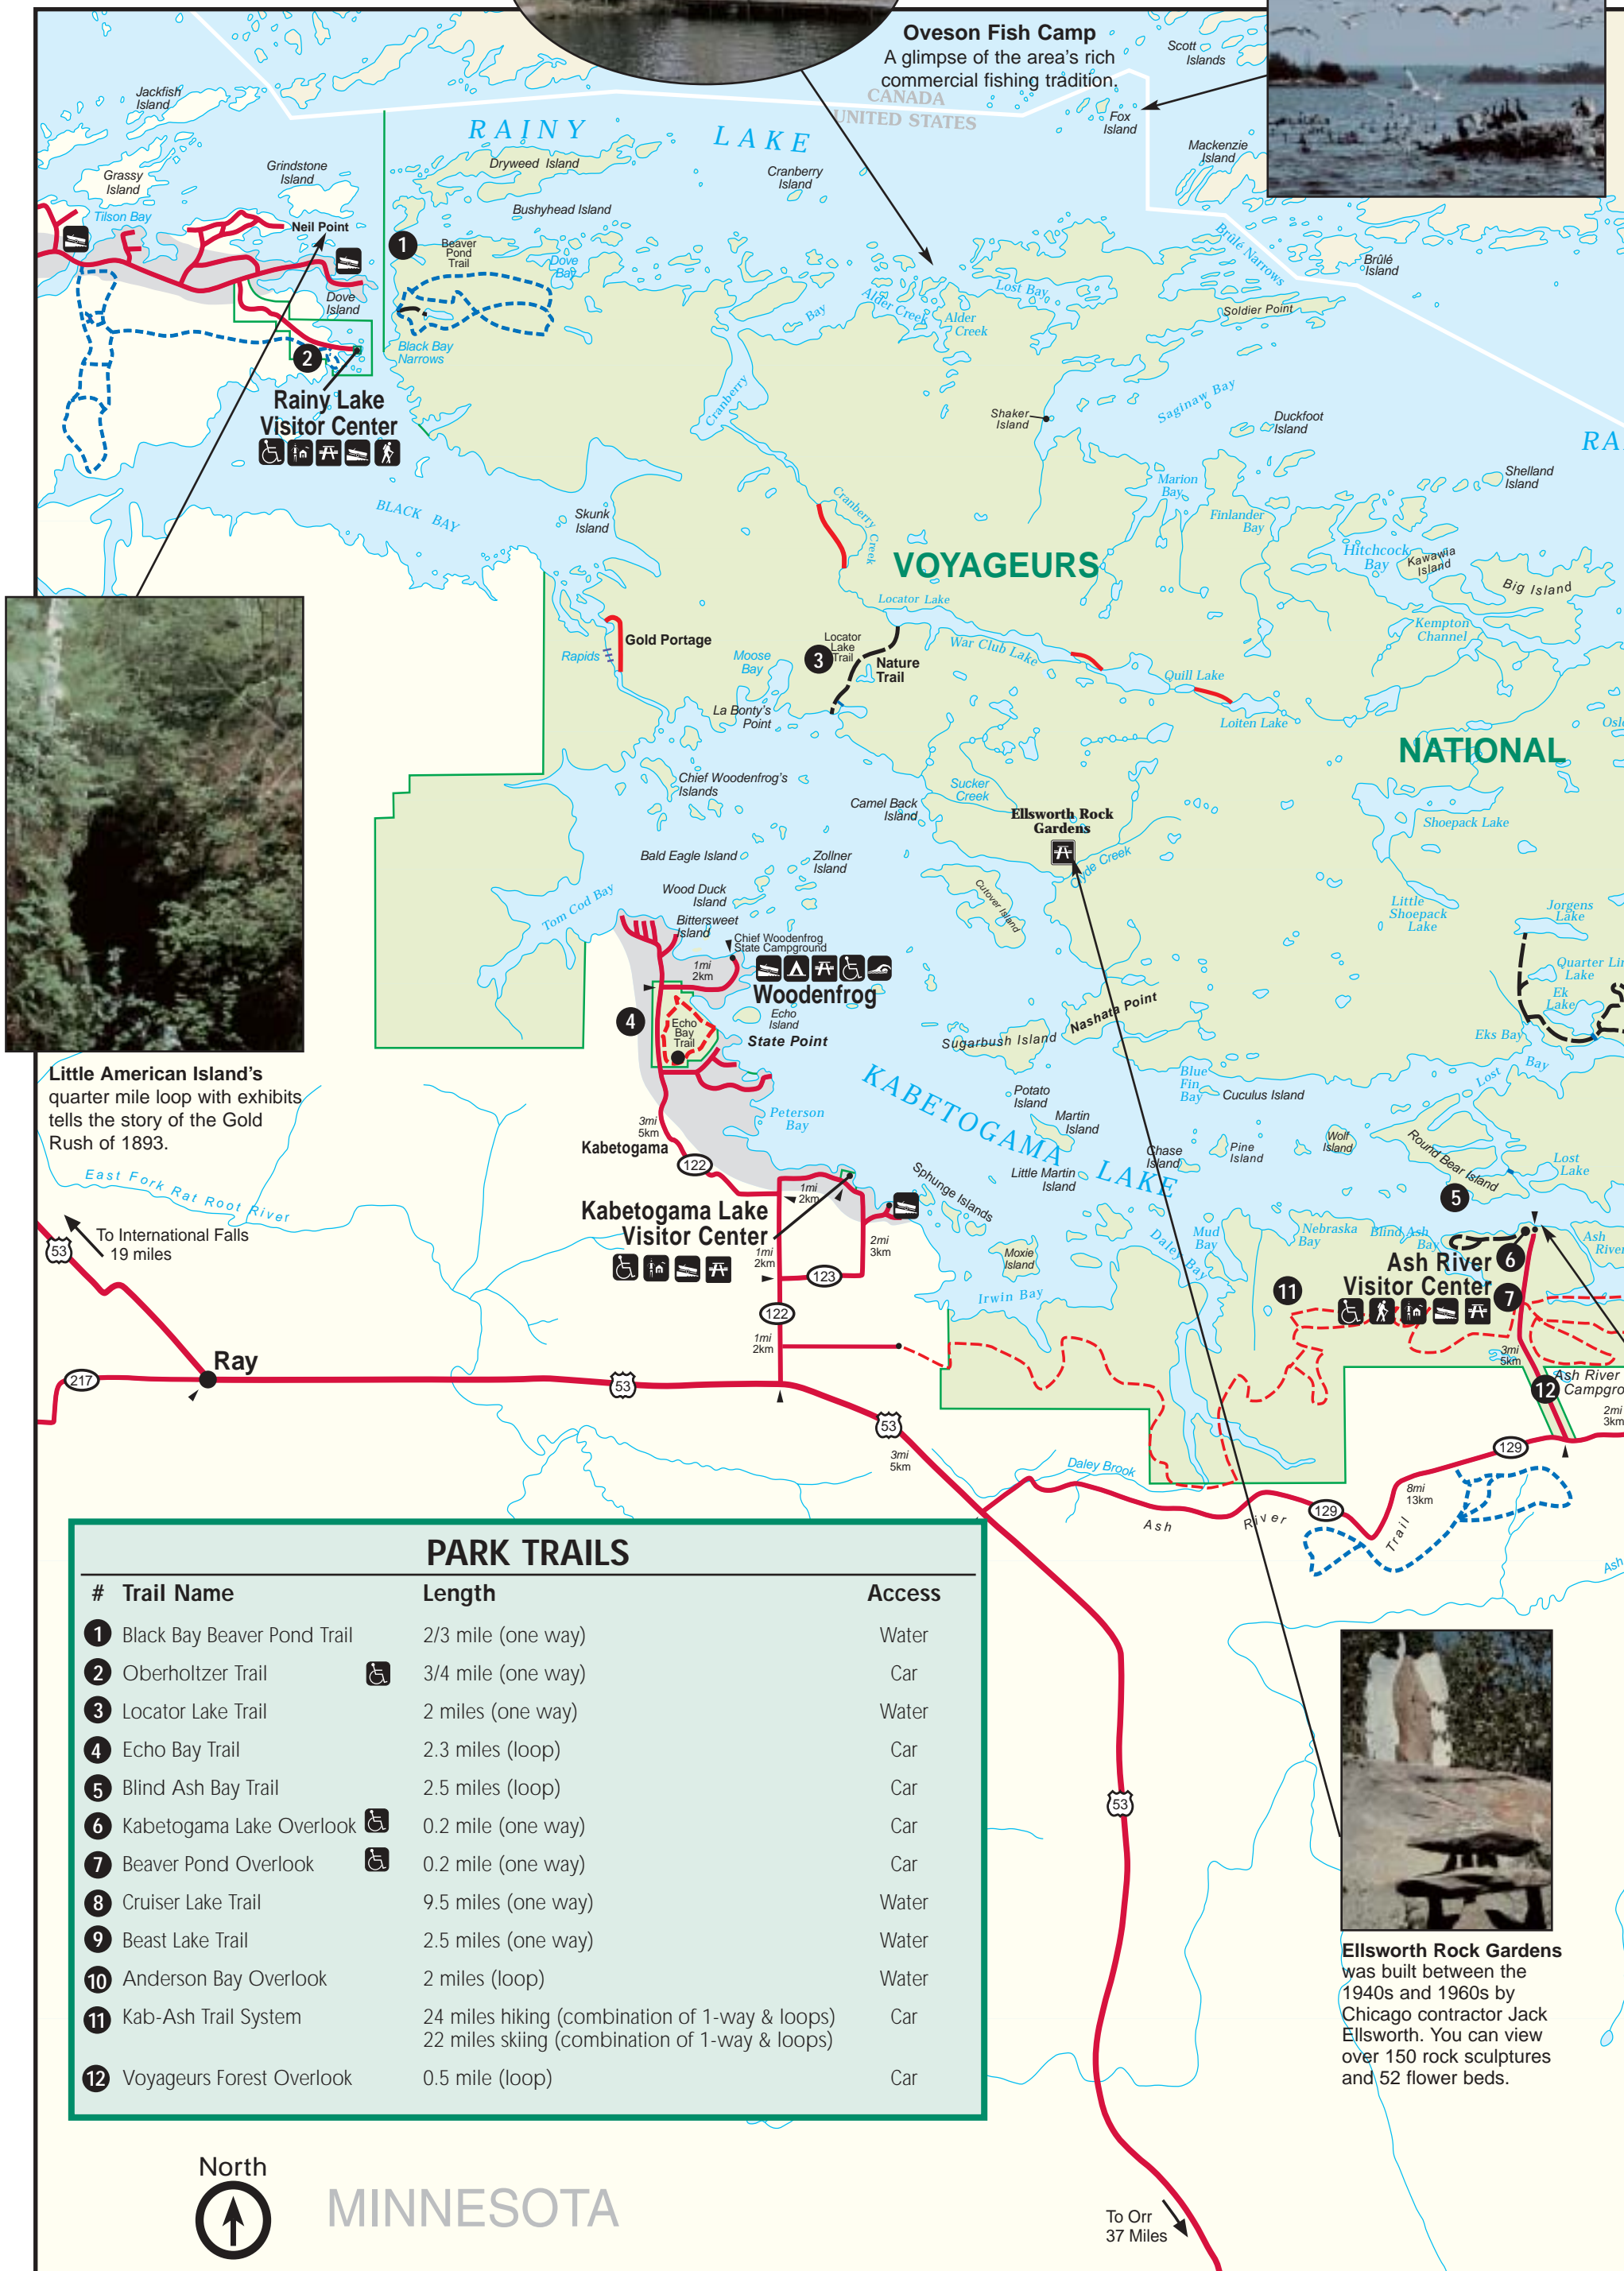 Oveson Fish Camp
A glimpse of the area's rich
commercial fishing tradition.
Scott
Islands
CANADA
UNITED STATES
Fox
Island
Jackfish
Island
RAINY LAKE
Mackenzie
Island
Dryweed Island
Grindstone
Island
Grassy
Island
Cranberry
Island
Tilson Bay
Bushyhead Island
Neil Point
1
Beaver
Pond
Trail
Dove
Bay
Brûlé Narrows
Brûlé
Island
Lost Bay
Dove
Island
Alder Creek
Alder
Creek
Bay
Soldier Point
Black Bay
Narrows
2
Rainy Lake
Visitor Center
Cranberry
Saginaw Bay
Shaker
Island
Duckfoot
Island
RA
Shelland
Island
Marion
Bay
BLACK BAY
Skunk
Island
Cranberry
Creek
Finlander
Bay
VOYAGEURS
Hitchcock
Bay
Kawawia
Island
Big Island
Locator Lake
Kempton
Channel
Gold Portage
Rapids
Moose
Bay
3
Locator
Lake
Trail
Nature
Trail
War Club Lake
Quill Lake
La Bonty's
Point
Loiten Lake
Oslo
NATIONAL
Chief Woodenfrog's
Islands
Sucker
Creek
Camel Back
Island
Ellsworth Rock
Gardens
Shoepack Lake
Bald Eagle Island
Zollner
Island
Clyde Creek
Wood Duck
Island
Cutover Island
Tom Cod Bay
Little
Shoepack
Lake
Jorgens
Lake
Bittersweet
Island
Chief Woodenfrog
State Campground
1mi
2km
Woodenfrog
Quarter Lin
Lake
Ek
Lake
4
Echo
Bay
Trail
Echo
Island
State Point
Nashata Point
Sugarbush Island
Eks Bay
Lost Bay
Little American Island's
quarter mile loop with exhibits
tells the story of the Gold
Rush of 1893.
KABETOGAMA LAKE
Potato
Island
Blue
Fin
Bay
Cuculus Island
Martin
Island
Peterson
Bay
3mi
5km
Kabetogama
122
Chase
Island
Pine
Island
Wolf
Island
Round Bear Island
Lost
Lake
Little Martin
Island
Sphunge Islands
5
East Fork Rat Root River
1mi
2km
Kabetogama Lake
Visitor Center
To International Falls
19 miles
53
2mi
3km
1mi
2km
123
Moxie
Island
Mud
Bay
Daley Bay
Nebraska
Bay
Blind Ash
Bay
Ash
River
Ash River
Visitor Center
6
7
11
Irwin Bay
122
1mi
2km
3mi
5km
Ray
217
53
12
Ash River
Campgro
2mi
3km
53
3mi
5km
129
Daley Brook
8mi
13km
129
Ash River Trail
Ash
PARK TRAILS
# Trail Name Length Access
1 Black Bay Beaver Pond Trail 2/3 mile (one way) Water
2 Oberholtzer Trail 3/4 mile (one way) Car
3 Locator Lake Trail 2 miles (one way) Water
4 Echo Bay Trail 2.3 miles (loop) Car
5 Blind Ash Bay Trail 2.5 miles (loop) Car
6 Kabetogama Lake Overlook 0.2 mile (one way) Car
7 Beaver Pond Overlook 0.2 mile (one way) Car
8 Cruiser Lake Trail 9.5 miles (one way) Water
9 Beast Lake Trail 2.5 miles (one way) Water
10 Anderson Bay Overlook 2 miles (loop) Water
11 Kab-Ash Trail System 24 miles hiking (combination of 1-way & loops) Car
22 miles skiing (combination of 1-way & loops)
12 Voyageurs Forest Overlook 0.5 mile (loop) Car
53
Ellsworth Rock Gardens
was built between the
1940s and 1960s by
Chicago contractor Jack
Ellsworth. You can view
over 150 rock sculptures
and 52 flower beds.
North
MINNESOTA
To Orr
37 Miles